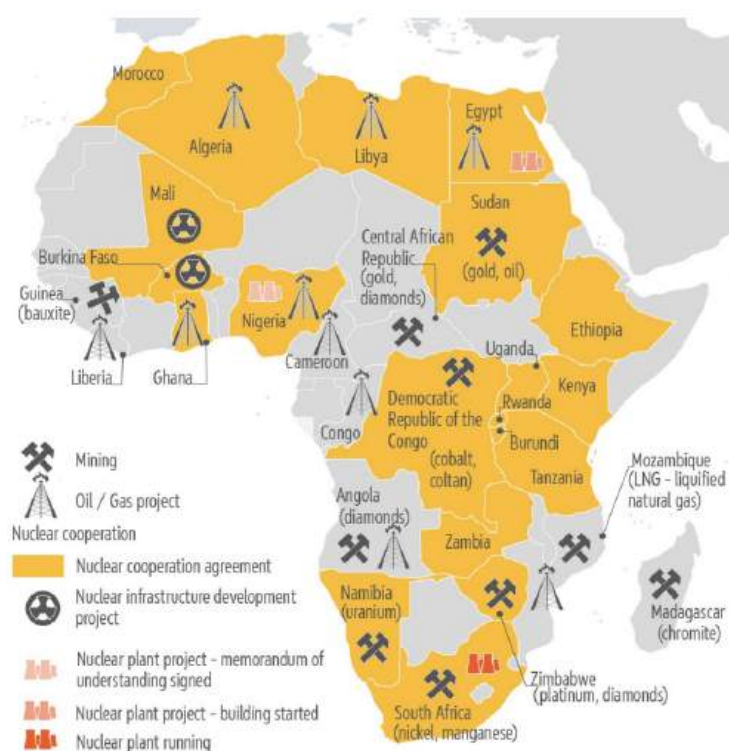 Morocco
Algeria
Libya
Egypt
Mali
Sudan
(gold, oil)
Burkina Faso
Central African
Republic
(gold,
diamonds)
Guinea
(bauxite)
Nigeria
Ethiopia
Cameroon
Uganda
Liberia
Ghana
Kenya
Rwanda
Democratic
Republic of the
Congo
(cobalt,
coltan)
Congo
Burundi
Tanzania
Mozambique
(LNG - liquified
natural gas)
Angola
(diamonds)
Zambia
Namibia
(uranium)
Madagascar
(chromite)
Zimbabwe
(platinum, diamonds)
South Africa
(nickel, manganese)
Mining
Oil / Gas project
Nuclear cooperation
Nuclear cooperation agreement
Nuclear infrastructure development
project
Nuclear plant project - memorandum of
understanding signed
Nuclear plant project - building started
Nuclear plant running